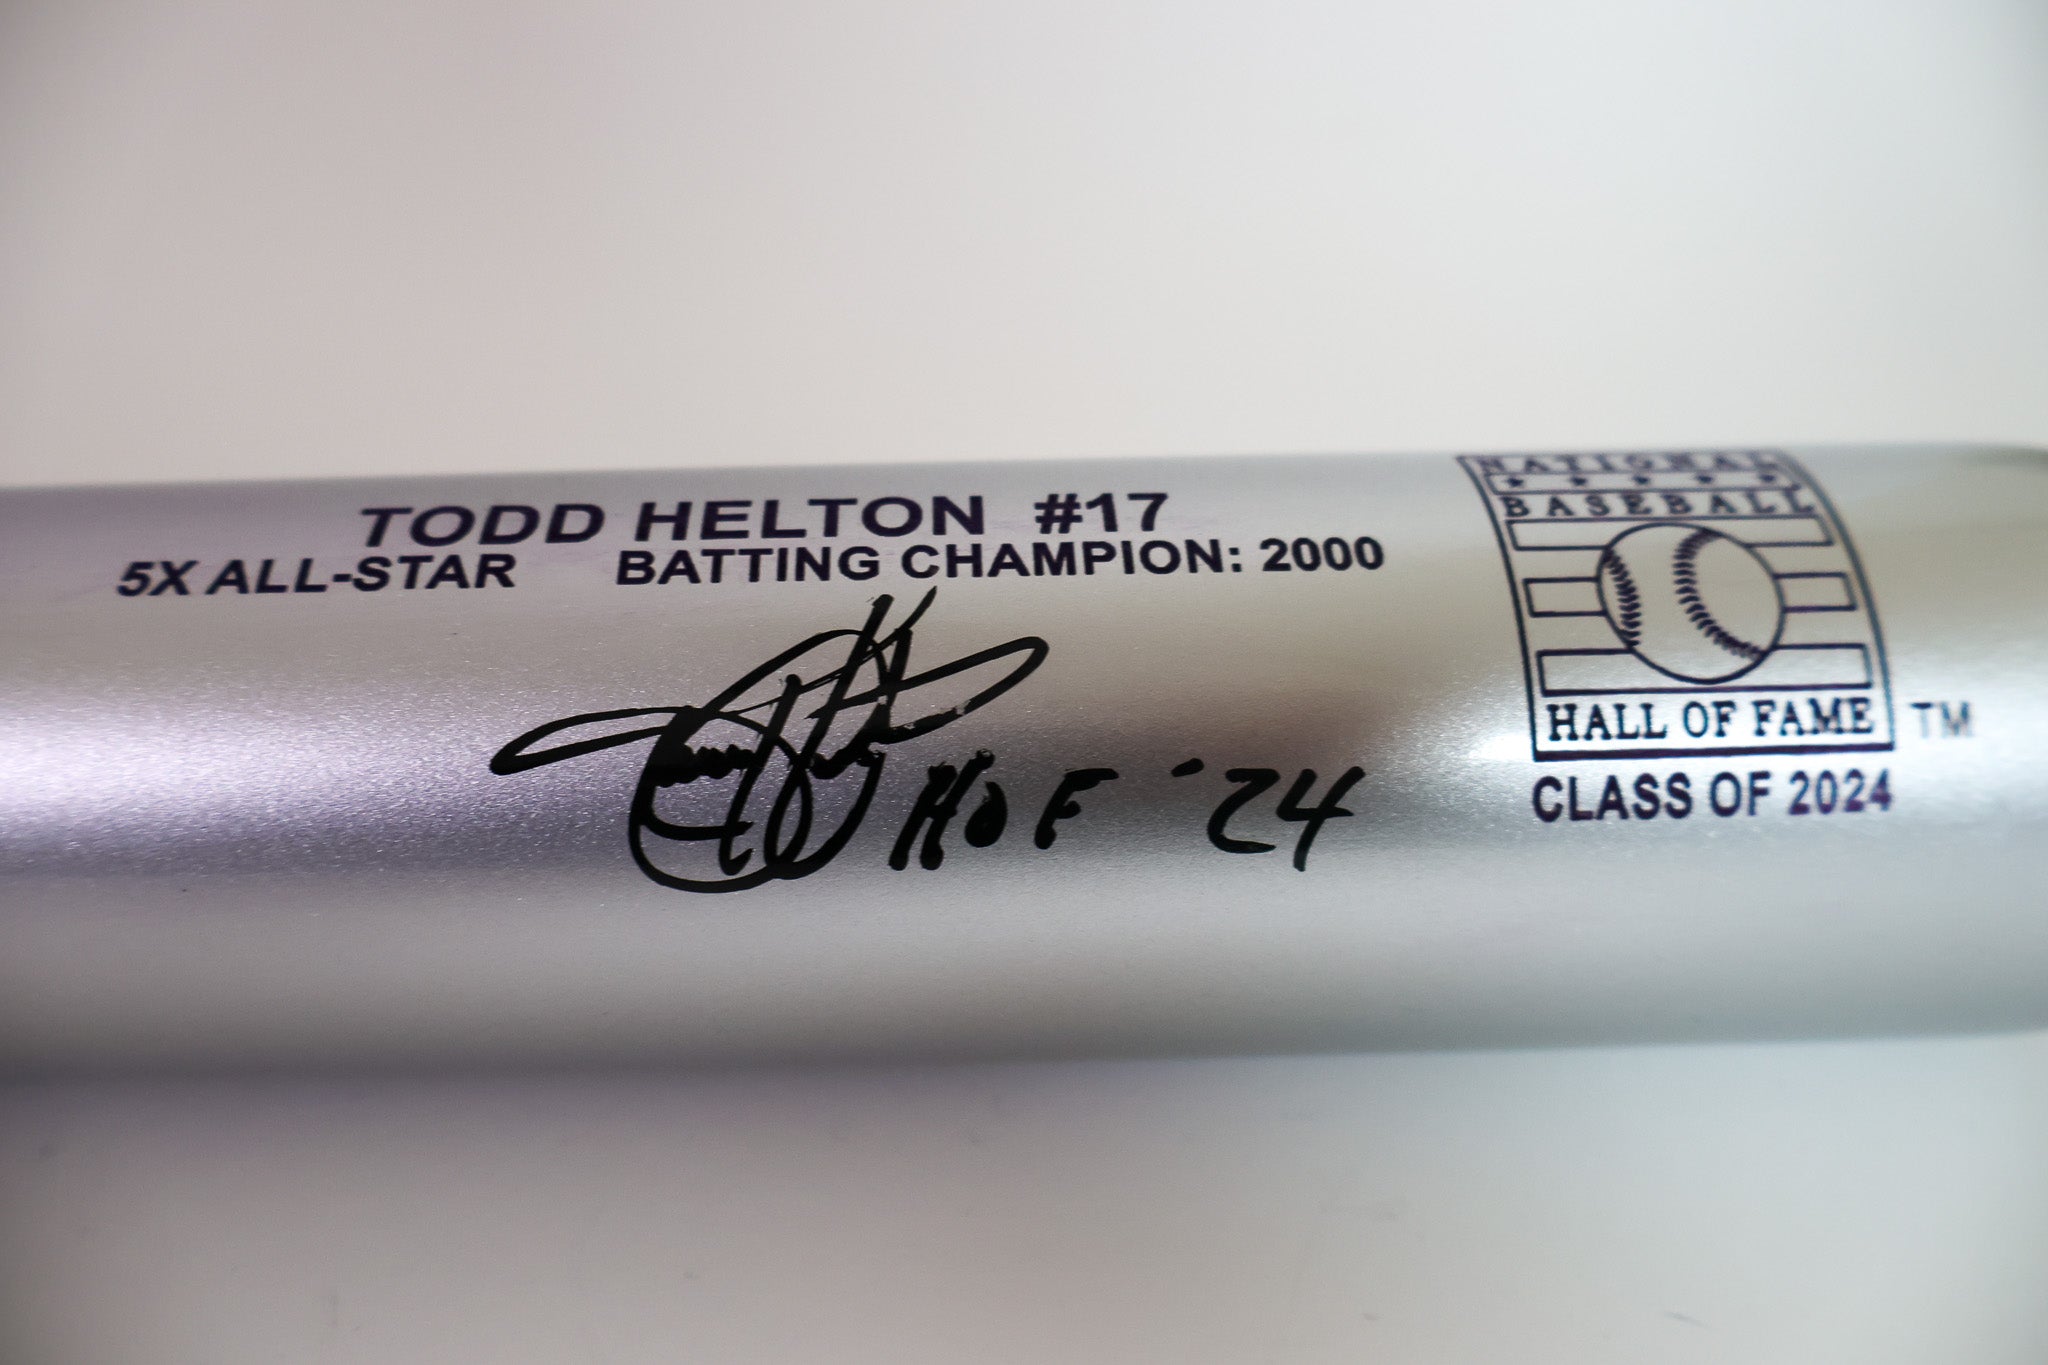 TODD HELTON #17
5X ALL-STAR BATTING CHAMPION: 2000
HOF '24
NATIONAL
BASEBALL
HALL OF FAME TM
CLASS OF 2024